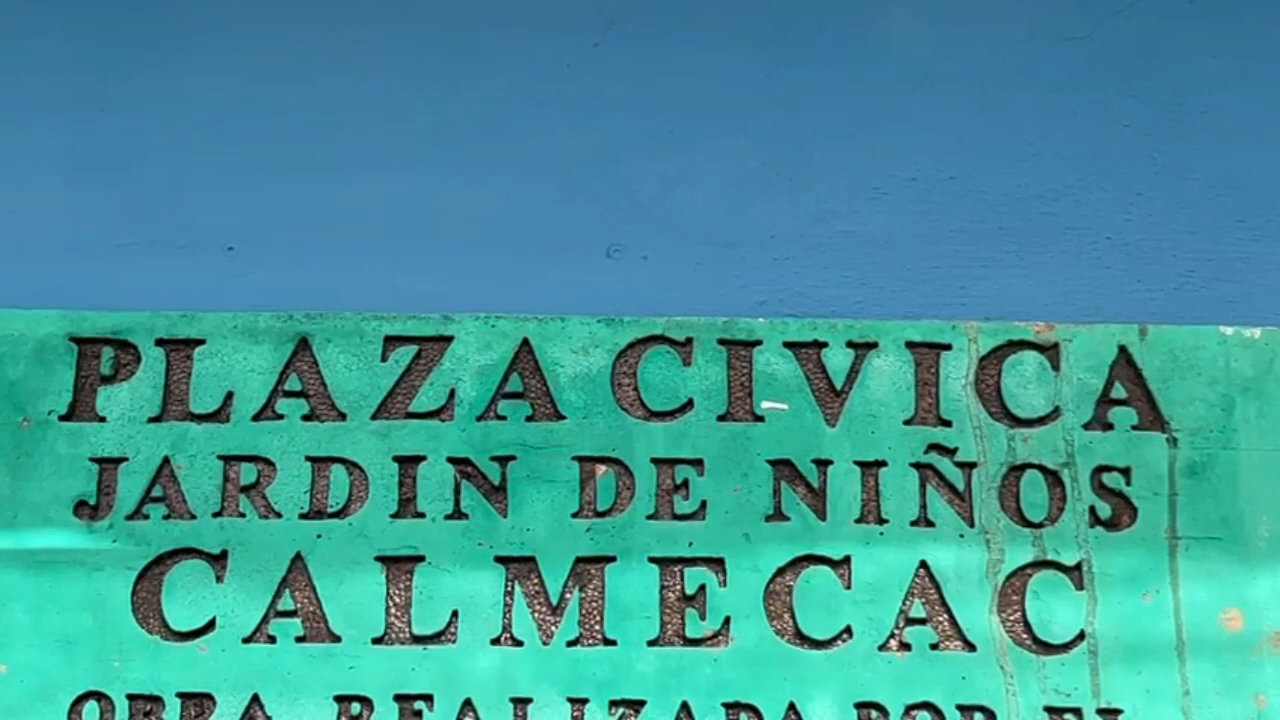 PLAZA CIVICA
JARDIN DE NIÑOS
CALMECAC
OBRA REALIZADA POR EL